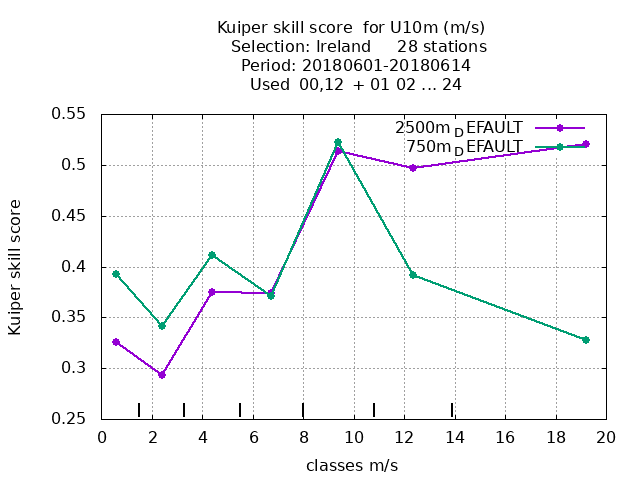 Kuiper skill score  for U10m (m/s)
Selection: Ireland     28 stations
Period: 20180601-20180614
Used  00,12  + 01 02 ... 24
0.55
0.5
0.45
0.4
0.35
0.3
0.25
Kuiper skill score
2500m_DEFAULT
750m_DEFAULT
0 2 4 6 8 10 12 14 16 18 20
classes m/s